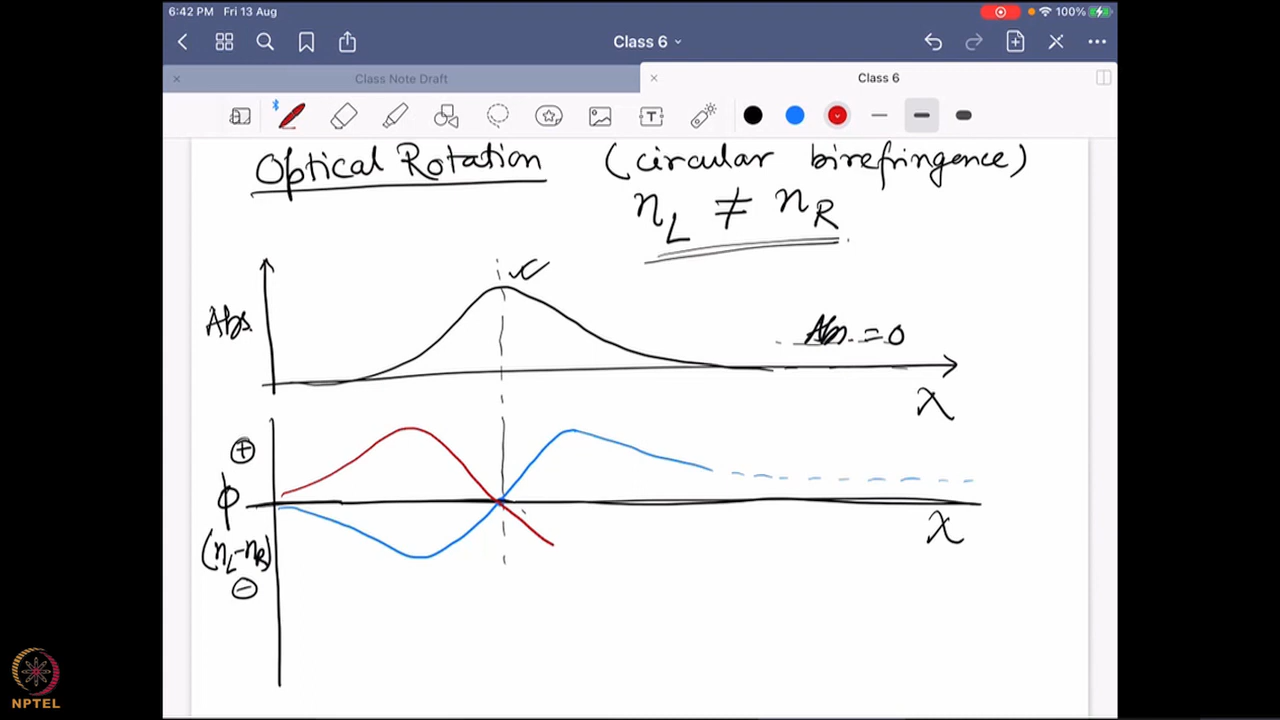 6:42 PM Fri 13 Aug
100%
Class 6
Class Note Draft
Class 6
Optical Rotation (circular birefringence)
n_L ≠ n_R
Abs.
Abs. = 0
λ
+
ϕ
λ
(n_L-n_R)
-
NPTEL